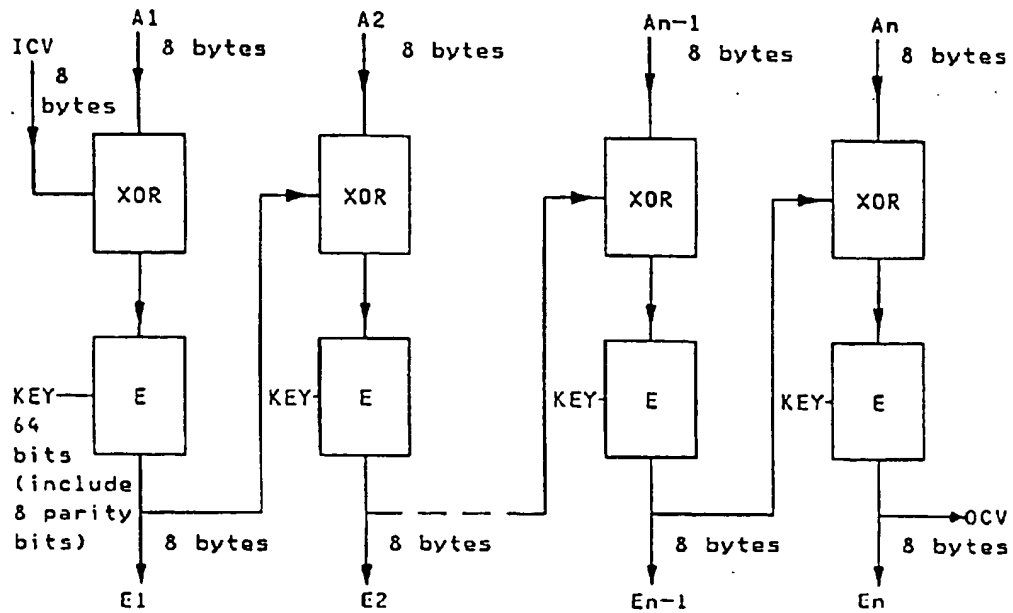 A1
A2
An-1
An
ICV
8 bytes
8 bytes
8 bytes
8 bytes
8
bytes
XOR
XOR
XOR
XOR
KEY
E
KEY
E
KEY
E
KEY
E
64
bits
(include
8 parity
bits)
OCV
8 bytes
8 bytes
8 bytes
8 bytes
E1
E2
En-1
En